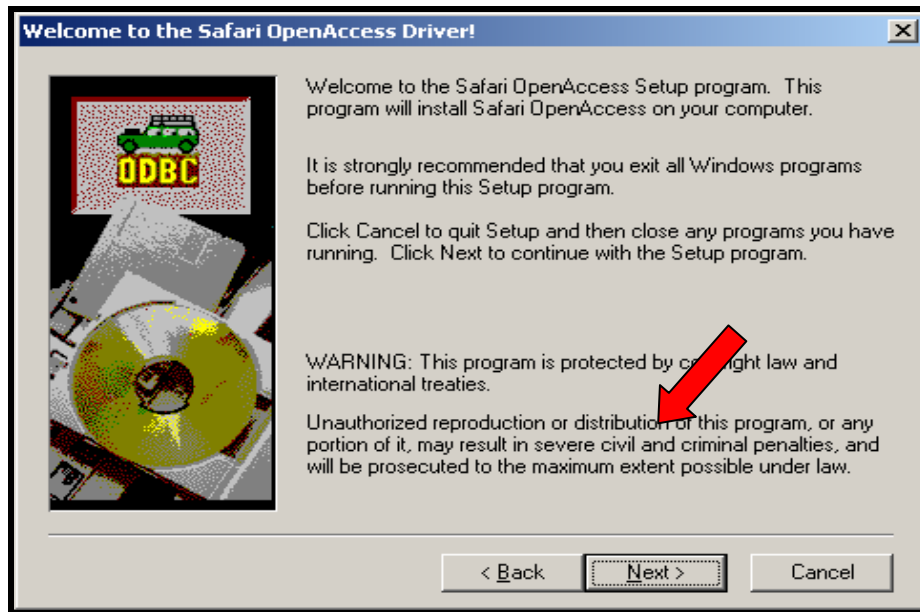 Welcome to the Safari OpenAccess Driver!
ODBC
Welcome to the Safari OpenAccess Setup program. This
program will install Safari OpenAccess on your computer.
It is strongly recommended that you exit all Windows programs
before running this Setup program.
Click Cancel to quit Setup and then close any programs you have
running. Click Next to continue with the Setup program.
WARNING: This program is protected by copyright law and
international treaties.
Unauthorized reproduction or distribution of this program, or any
portion of it, may result in severe civil and criminal penalties, and
will be prosecuted to the maximum extent possible under law.
< Back
Next >
Cancel